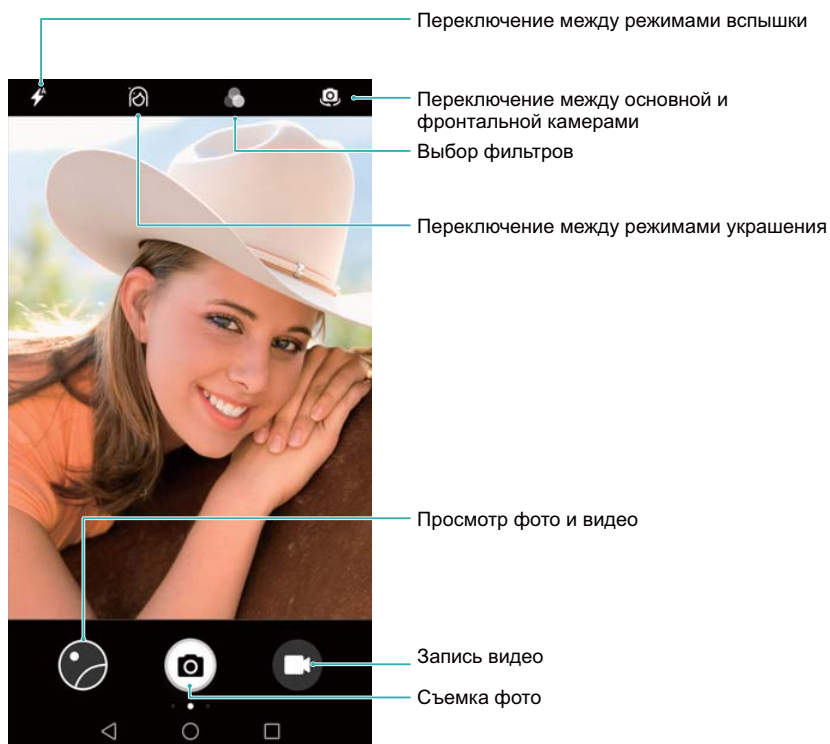 Переключение между режимами вспышки
Переключение между основной и
фронтальной камерами
Выбор фильтров
Переключение между режимами украшения
Просмотр фото и видео
Запись видео
Съемка фото